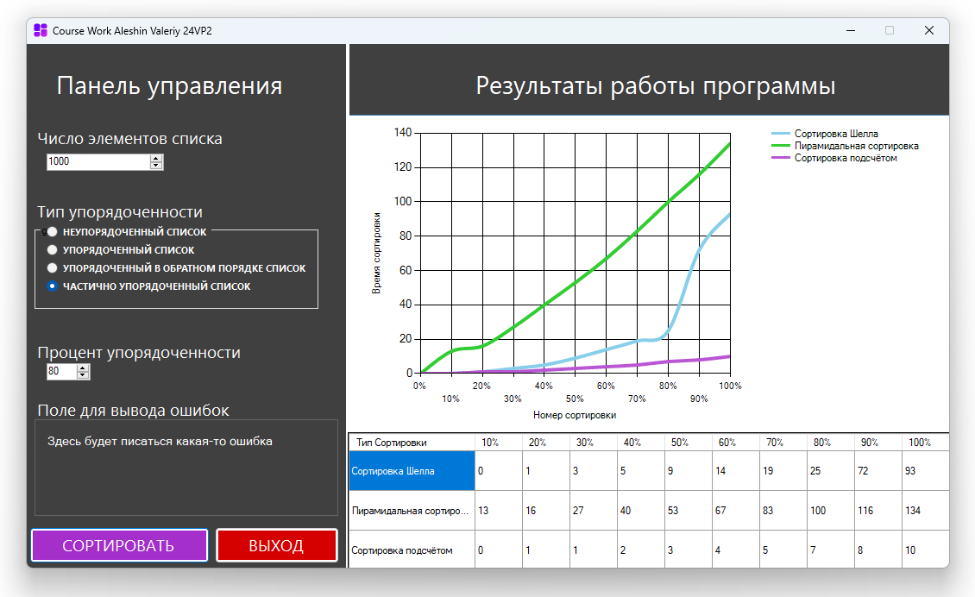 Course Work Aleshin Valeriy 24VP2
Панель управления
Число элементов списка
1000
Тип упорядоченности
НЕУПОРЯДОЧЕННЫЙ СПИСОК
УПОРЯДОЧЕННЫЙ СПИСОК
УПОРЯДОЧЕННЫЙ В ОБРАТНОМ ПОРЯДКЕ СПИСОК
ЧАСТИЧНО УПОРЯДОЧЕННЫЙ СПИСОК
Процент упорядоченности
80
Поле для вывода ошибок
Здесь будет писаться какая-то ошибка
СОРТИРОВАТЬ ВЫХОД
Результаты работы программы
Время сортировки
140
120
100
80
60
40
20
0
0% 20% 40% 60% 80% 100%
10% 30% 50% 70% 90%
Номер сортировки
Сортировка Шелла
Пирамидальная сортировка
Сортировка подсчётом
Тип Сортировки 10% 20% 30% 40% 50% 60% 70% 80% 90% 100%
Сортировка Шелла 0 1 3 5 9 14 19 25 72 93
Пирамидальная сортиро... 13 16 27 40 53 67 83 100 116 134
Сортировка подсчётом 0 1 1 2 3 4 5 7 8 10